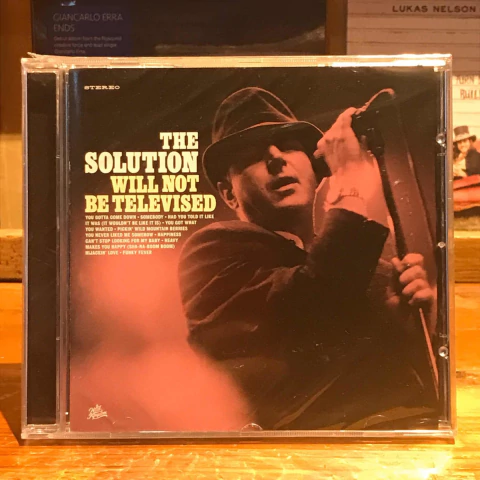 GIANCARLO ERRA
ENDS
LUKAS NELSON
STEREO
THE
SOLUTION
WILL NOT
BE TELEVISED
YOU GOTTA COME DOWN • SOMEBODY • HAD YOU TOLD IT LIKE
IT WAS (IT WOULDN'T BE LIKE IT IS) • YOU GOT WHAT
YOU WANTED • PICKIN' WILD MOUNTAIN BERRIES
YOU NEVER LIKED ME SOMEHOW • HAPPINESS
CAN'T STOP LOOKING FOR MY BABY • HEAVY
MAKES YOU HAPPY (SHA-NA-BOOM BOOM)
HIJACKIN' LOVE • FUNKY FEVER